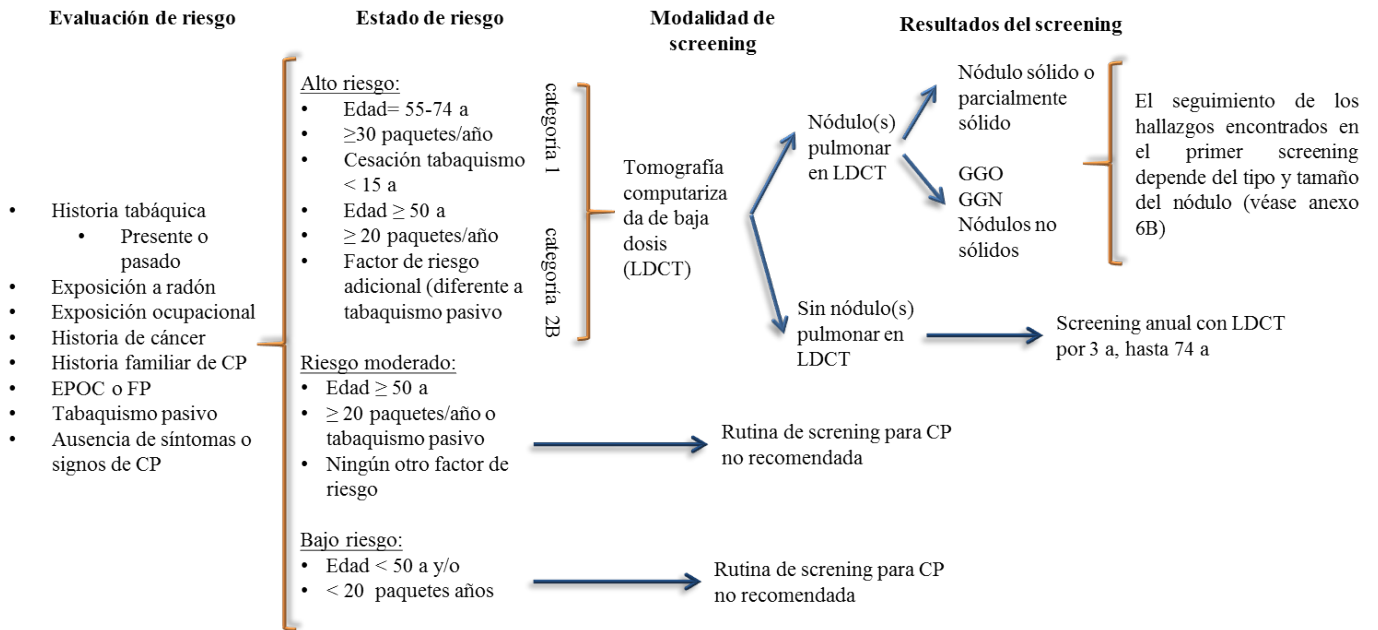 Evaluación de riesgo
Estado de riesgo
Modalidad de
screening
Resultados del screening
• Historia tabáquica
• Presente o
pasado
• Exposición a radón
• Exposición ocupacional
• Historia de cáncer
• Historia familiar de CP
• EPOC o FP
• Tabaquismo pasivo
• Ausencia de síntomas o
signos de CP
Alto riesgo:
• Edad= 55-74 a
• ≥30 paquetes/año
• Cesación tabaquismo
< 15 a
• Edad ≥ 50 a
• ≥ 20 paquetes/año
• Factor de riesgo
adicional (diferente a
tabaquismo pasivo
categoría 1
categoría 2B
Riesgo moderado:
• Edad ≥ 50 a
• ≥ 20 paquetes/año o
tabaquismo pasivo
• Ningún otro factor de
riesgo
Bajo riesgo:
• Edad < 50 a y/o
• < 20 paquetes años
Tomografía
computariza
da de baja
dosis
(LDCT)
Nódulo(s)
pulmonar
en LDCT
Sin nódulo(s)
pulmonar en
LDCT
Nódulo sólido o
parcialmente
sólido
GGO
GGN
Nódulos no
sólidos
El seguimiento de los
hallazgos encontrados en
el primer screening
depende del tipo y tamaño
del nódulo (véase anexo
6B)
Screening anual con LDCT
por 3 a, hasta 74 a
Rutina de screning para CP
no recomendada
Rutina de screning para CP
no recomendada